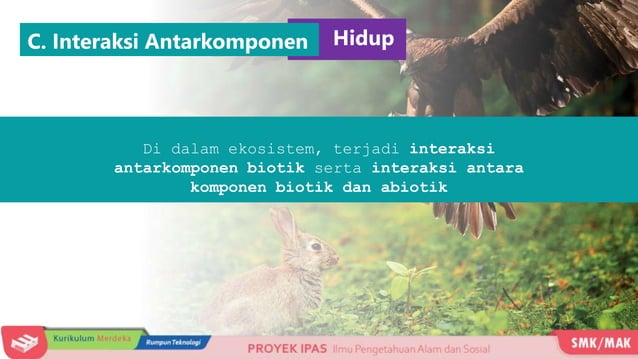 C. Interaksi Antarkomponen Hidup
Di dalam ekosistem, terjadi interaksi
antarkomponen biotik serta interaksi antara
komponen biotik dan abiotik
Kurikulum Merdeka Rumpun Teknologi PROYEK IPAS Ilmu Pengetahuan Alam dan Sosial SMK/MAK